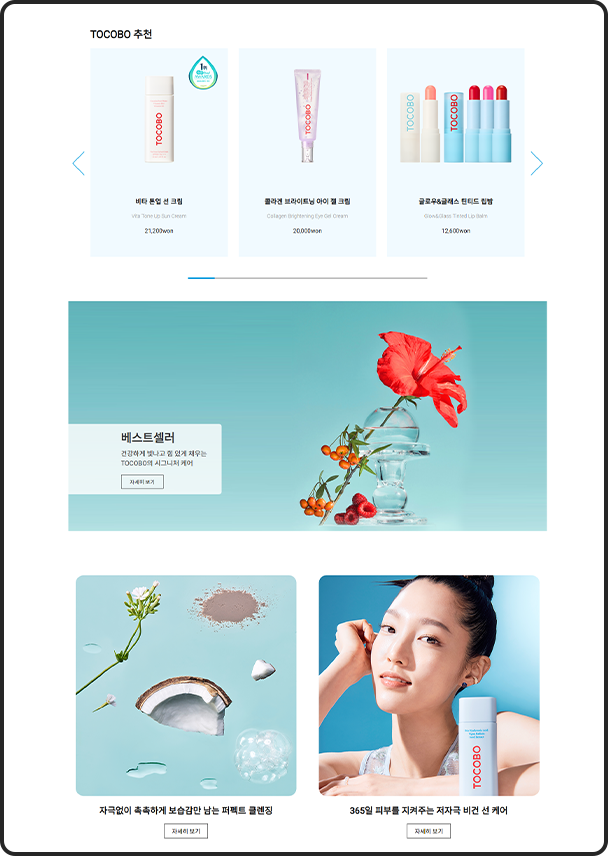 TOCOBO 추천
1위
TOCOBO
TOCOBO
TOCOBO
TOCOBO
비타 톤업 선 크림
Vita Tone Up Sun Cream
21,200won
콜라겐 브라이트닝 아이 젤 크림
Collagen Brightening Eye Gel Cream
20,000won
글로우&글래스 틴티드 립밤
Glow&Glass Tinted Lip Balm
12,600won
베스트셀러
건강하게 빛나고 힘 있게 채우는
TOCOBO의 시그니처 케어
자세히 보기
TOCOBO
자극없이 촉촉하게 보습감만 남는 퍼펙트 클렌징
자세히 보기
365일 피부를 지켜주는 저자극 비건 선 케어
자세히 보기